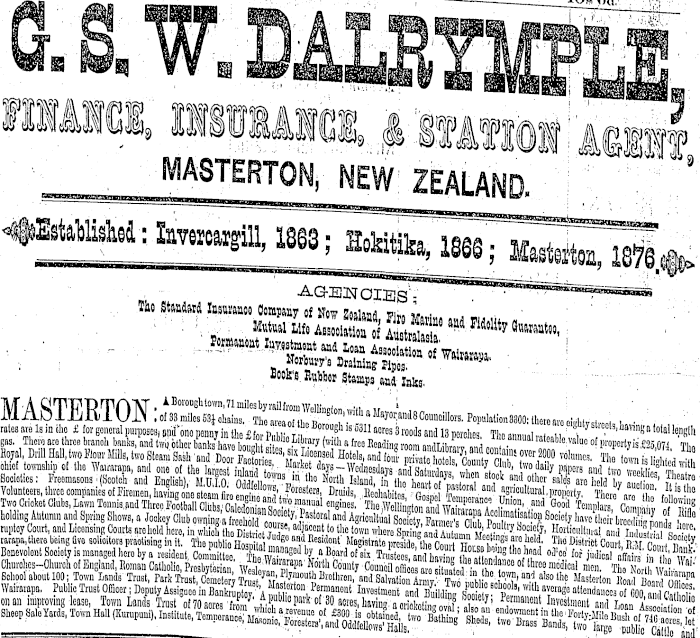 G. S. W. DALRYMPLE,
FINANCE, INSURANCE, & STATION AGENT,
MASTERTON, NEW ZEALAND.
Established : Invercargill, 1863 ; Hokitika, 1866 ; Masterton, 1876.
AGENCIES :
The Standard Insurance Company of New Zealand, Fire Marine and Fidelity Guarantee,
Mutual Life Association of Australasia.
Permanent Investment and Loan Association of Wairarapa.
Norbury's Draining Pipes.
Book's Rubber Stamps and Inks.
MASTERTON : A Borough town, 71 miles by rail from Wellington, with a Mayor and 8 Councillors. Population 3300: there are eighty streets, having a total length
of 33 miles 53½ chains. The area of the Borough is 5311 acres 3 roods and 13 perches. The annual rateable value of property is £25,074. The
rates are 1s in the £ for general purposes, and one penny in the £ for Public Library (with a free Reading room and Library, and contains over 2000 volumes. The town is lighted with
gas. There are three branch banks, and two other banks have bought sites, six Licensed Hotels, and four private hotels, County Club, two daily papers and two weeklies, Theatre
Royal, Drill Hall, two Flour Mills, two Steam Sash and Door Factories. Market days—Wednesdays and Saturdays, when stock and other sales are held by auction. It is the
chief township of the Wairarapa, and one of the largest inland towns in the North Island, in the heart of pastoral and agricultural property. There are the following
Societies : Freemasons (Scotch and English), M.U.I.O. Oddfellows, Foresters, Druids, Rechabites, Gospel Temperance Union, and Good Templars, Company of Rifle
Volunteers, three companies of Firemen, having one steam fire engine and two manual engines. The Wellington and Wairarapa Acclimatisation Society have their breeding ponds here,
Two Cricket Clubs, Lawn Tennis, and Three Football Clubs, Caledonian Society, Pastoral and Agricultural Society, Farmer's Club, Poultry Society, Horticultural and Industrial Society,
holding Autumn and Spring Shows, a Jockey Club owning a freehold course, adjacent to the town where Spring and Autumn Meetings are held. The District Court, R.M. Court, Bank-
ruptcy Court, and Licensing Courts are held here, in which the District Judge and Resident Magistrate preside, the Court House being the head office for judicial affairs in the Wai-
rarapa, there being five solicitors practising in it. The public Hospital managed by a Board of six Trustees, and having the attendance of three medical men. The North Wairarapa
Benevolent Society is managed here by a resident Committee. The Wairarapa North County Council offices are situated in the town, and also the Masterton Road Board Offices,
Churches—Church of England, Roman Catholic, Presbyterian, Wesleyan, Plymouth Brethren, and Salvation Army. Two public schools, with average attendances of 600, and Catholic
School about 100 ; Town Lands Trust, Park Trust, Cemetery Trust, Masterton Permanent Investment and Building Society; Permanent Investment and Loan Association of
Wairarapa. Public Trust Officer ; Deputy Assignee in Bankruptcy. A public park of 30 acres, having a cricketing oval ; also an endowment in the Forty-Mile Bush of 746 acres, let
on an improving lease, Town Lands Trust of 70 acres from which a revenue of £300 is obtained, two Bathing Sheds, two Brass Bands, two large public Cattle and
Sheep Sale Yards, Town Hall (Kurupuni), Institute, Temperance, Masonic, Foresters', and Oddfellows' Halls.